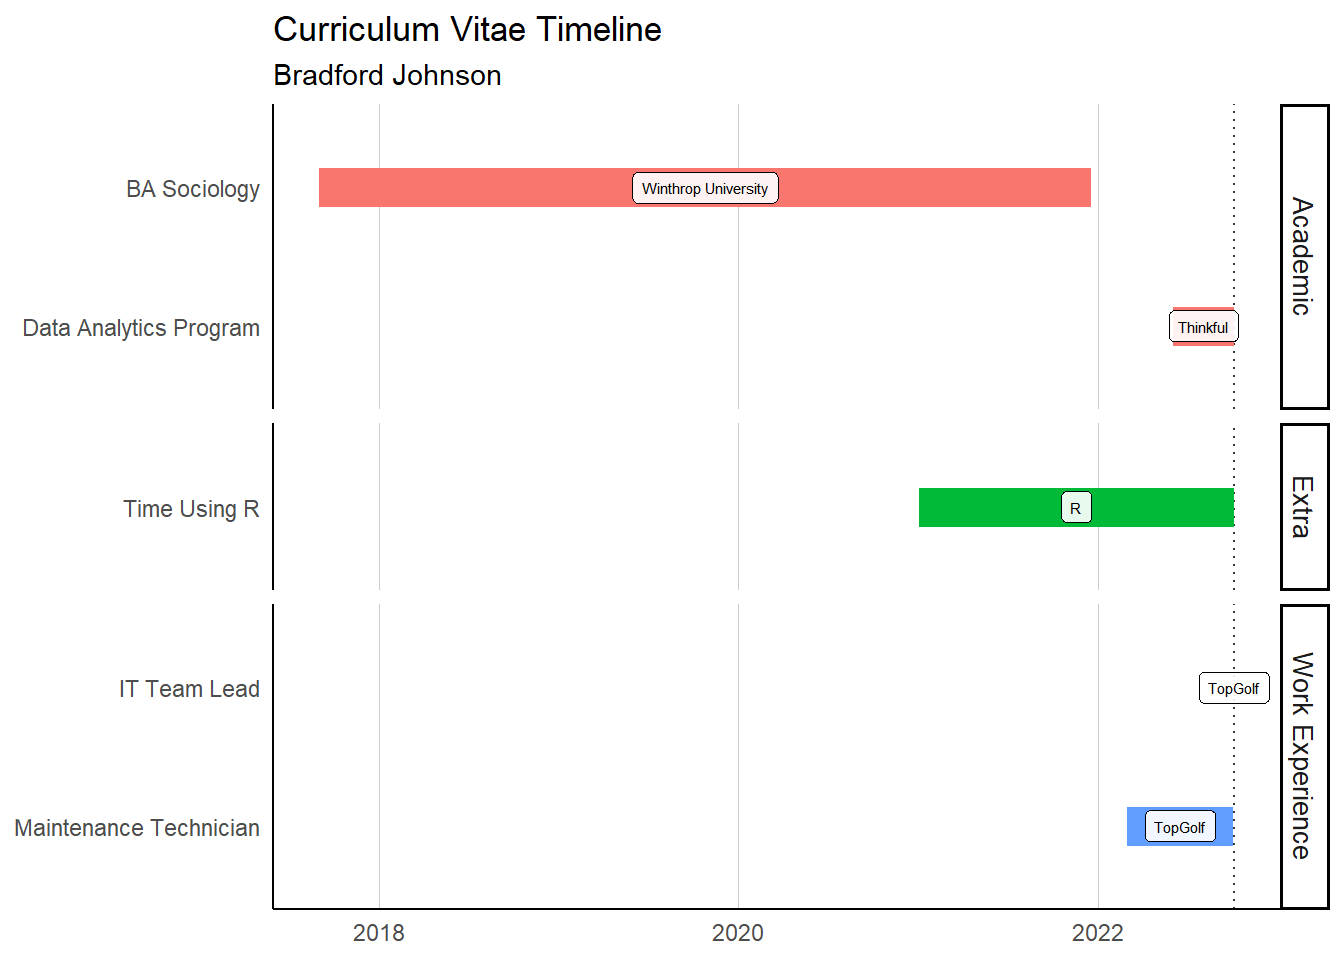 Curriculum Vitae Timeline
Bradford Johnson
BA Sociology
Winthrop University
Data Analytics Program
Thinkful
Academic
Time Using R
R
Extra
IT Team Lead
TopGolf
Maintenance Technician
TopGolf
Work Experience
2018
2020
2022